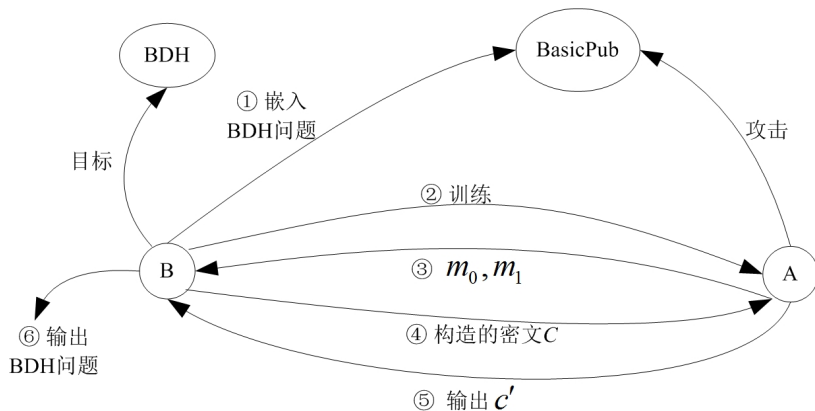 BDH
BasicPub
① 嵌入
BDH问题
攻击
目标
② 训练
B
③ m₀,m₁
A
④ 构造的密文C
⑥ 输出
BDH问题
⑤ 输出 c′